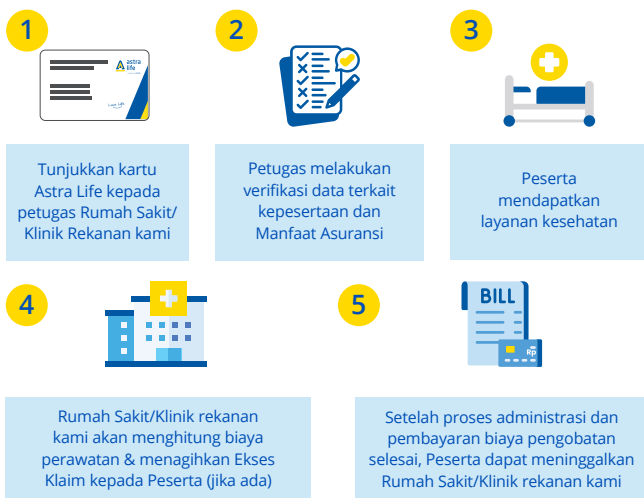 1
2
3
astra
life
Tunjukkan kartu
Astra Life kepada
petugas Rumah Sakit/
Klinik Rekanan kami
Petugas melakukan
verifikasi data terkait
kepesertaan dan
Manfaat Asuransi
Peserta
mendapatkan
layanan kesehatan
4
5
BILL
Rp
Rumah Sakit/Klinik rekanan
kami akan menghitung biaya
perawatan & menagihkan Ekses
Klaim kepada Peserta (jika ada)
Setelah proses administrasi dan
pembayaran biaya pengobatan
selesai, Peserta dapat meninggalkan
Rumah Sakit/Klinik rekanan kami